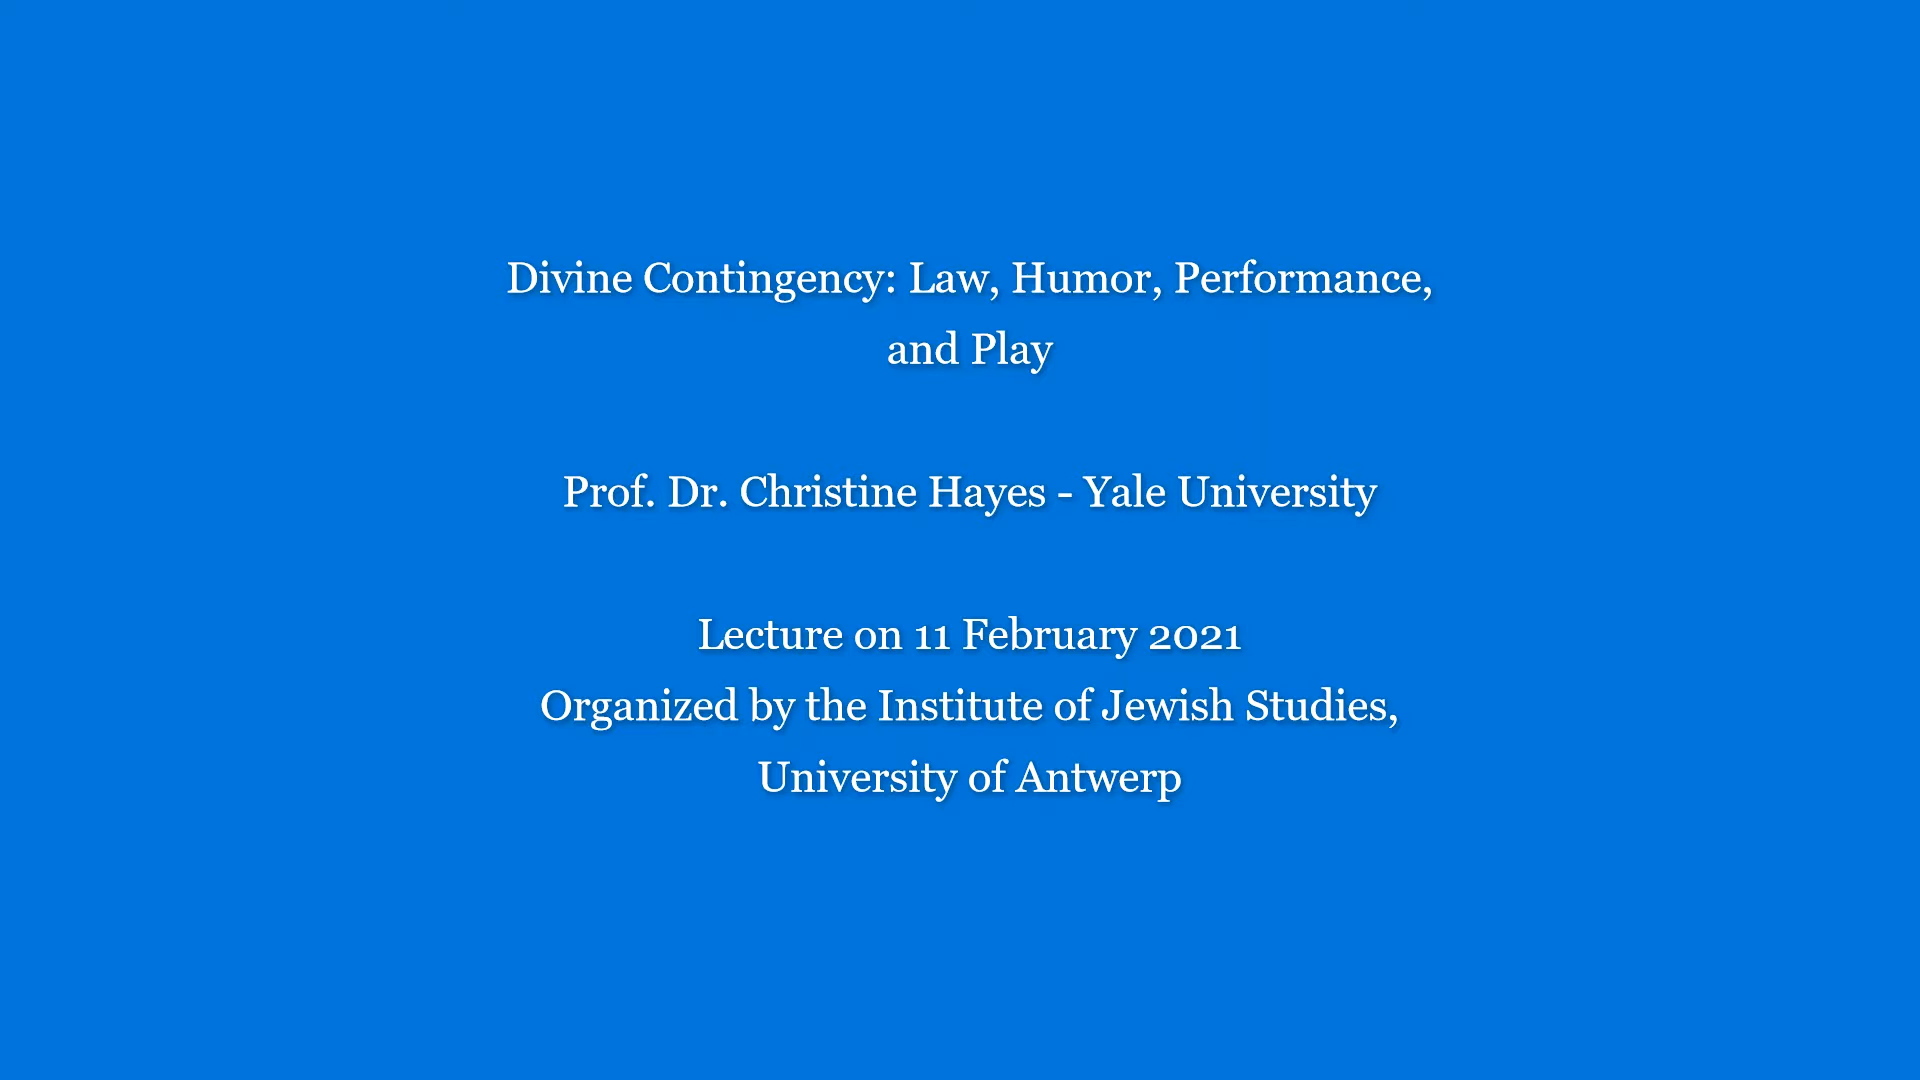 Divine Contingency: Law, Humor, Performance,
and Play
Prof. Dr. Christine Hayes - Yale University
Lecture on 11 February 2021
Organized by the Institute of Jewish Studies,
University of Antwerp